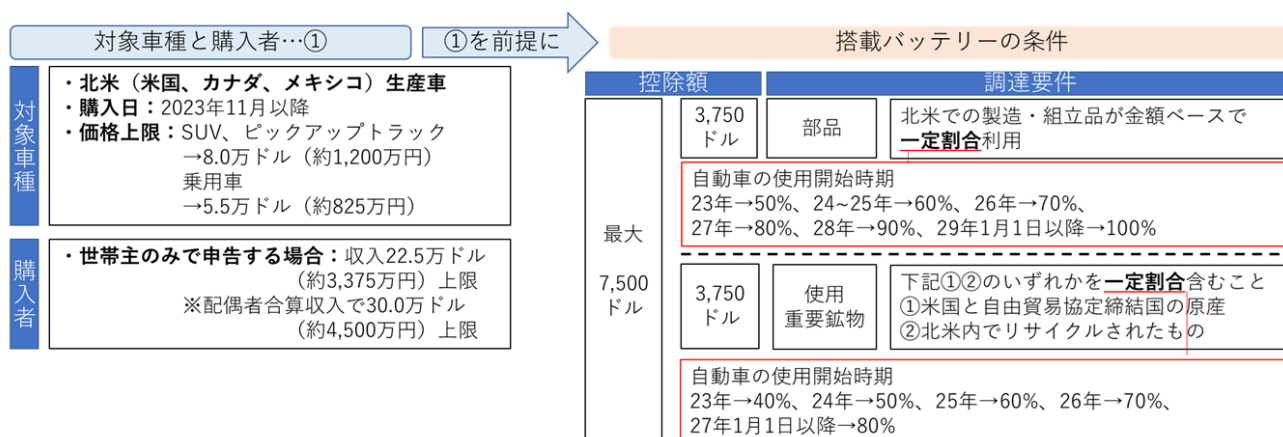 対象車種と購入者…①
①を前提に
搭載バッテリーの条件
対象車種
・北米（米国、カナダ、メキシコ）生産車
・購入日：2023年11月以降
・価格上限：SUV、ピックアップトラック
→8.0万ドル（約1,200万円）
乗用車
→5.5万ドル（約825万円）
購入者
・世帯主のみで申告する場合：収入22.5万ドル
（約3,375万円）上限
※配偶者合算収入で30.0万ドル
（約4,500万円）上限
控除額
調達要件
最大
7,500
ドル
3,750
ドル
部品
北米での製造・組立品が金額ベースで
一定割合利用
自動車の使用開始時期
23年→50%、24~25年→60%、26年→70%、
27年→80%、28年→90%、29年1月1日以降→100%
3,750
ドル
使用
重要鉱物
下記①②のいずれかを一定割合含むこと
①米国と自由貿易協定締結国の原産
②北米内でリサイクルされたもの
自動車の使用開始時期
23年→40%、24年→50%、25年→60%、26年→70%、
27年1月1日以降→80%